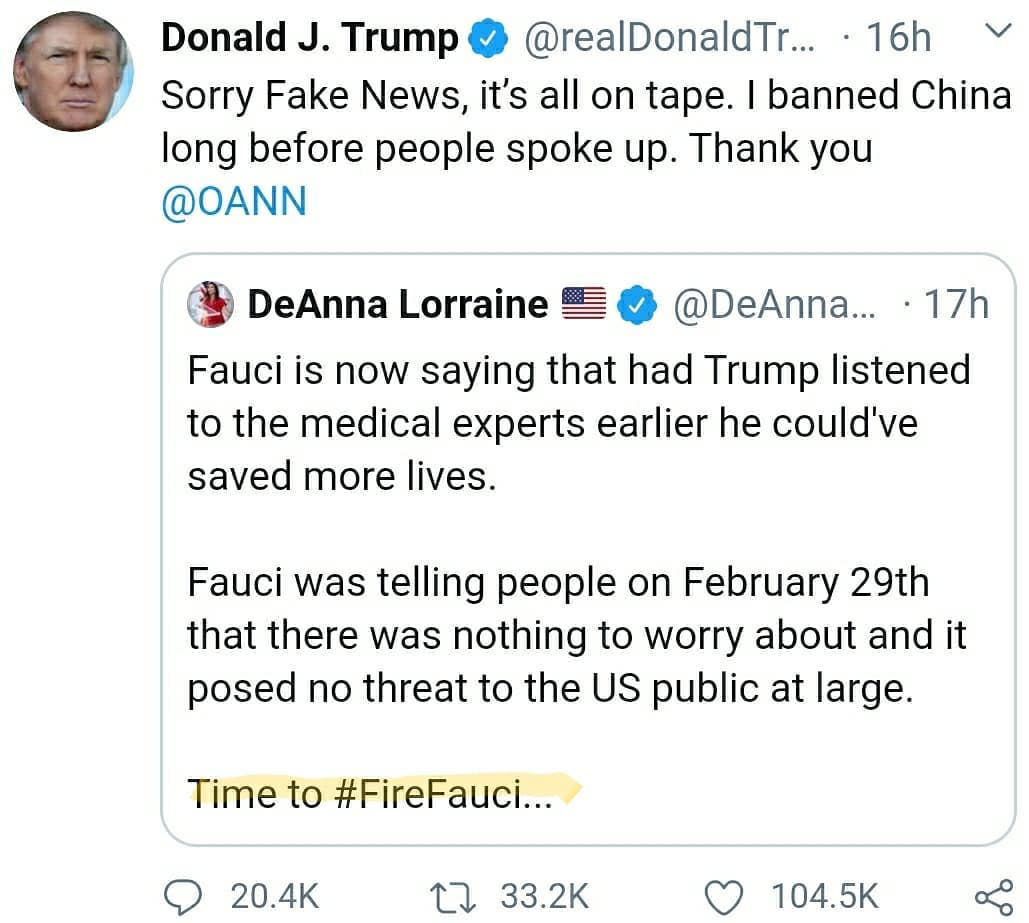 Donald J. Trump @realDonaldTr... · 16h
Sorry Fake News, it's all on tape. I banned China
long before people spoke up. Thank you
@OANN
DeAnna Lorraine 🇺🇸 @DeAnna... · 17h
Fauci is now saying that had Trump listened
to the medical experts earlier he could've
saved more lives.
Fauci was telling people on February 29th
that there was nothing to worry about and it
posed no threat to the US public at large.
Time to #FireFauci...
20.4K 33.2K 104.5K